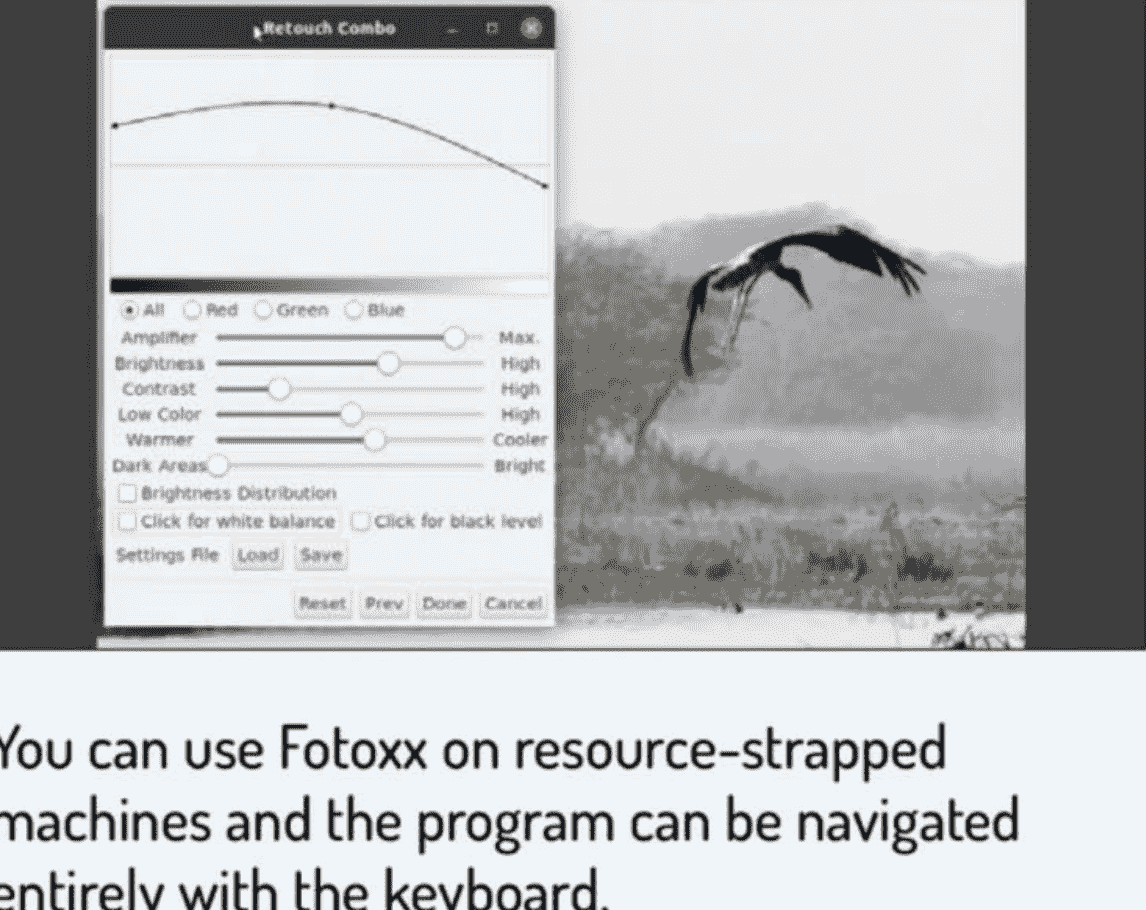 Retouch Combo
All Red Green Blue
Amplifier Max.
Brightness High
Contrast High
Low Color High
Warmer Cooler
Dark Areas Bright
Brightness Distribution
Click for white balance Click for black level
Settings File Load Save
Reset Prev Done Cancel
You can use Fotoxx on resource-strapped
machines and the program can be navigated
entirely with the keyboard.